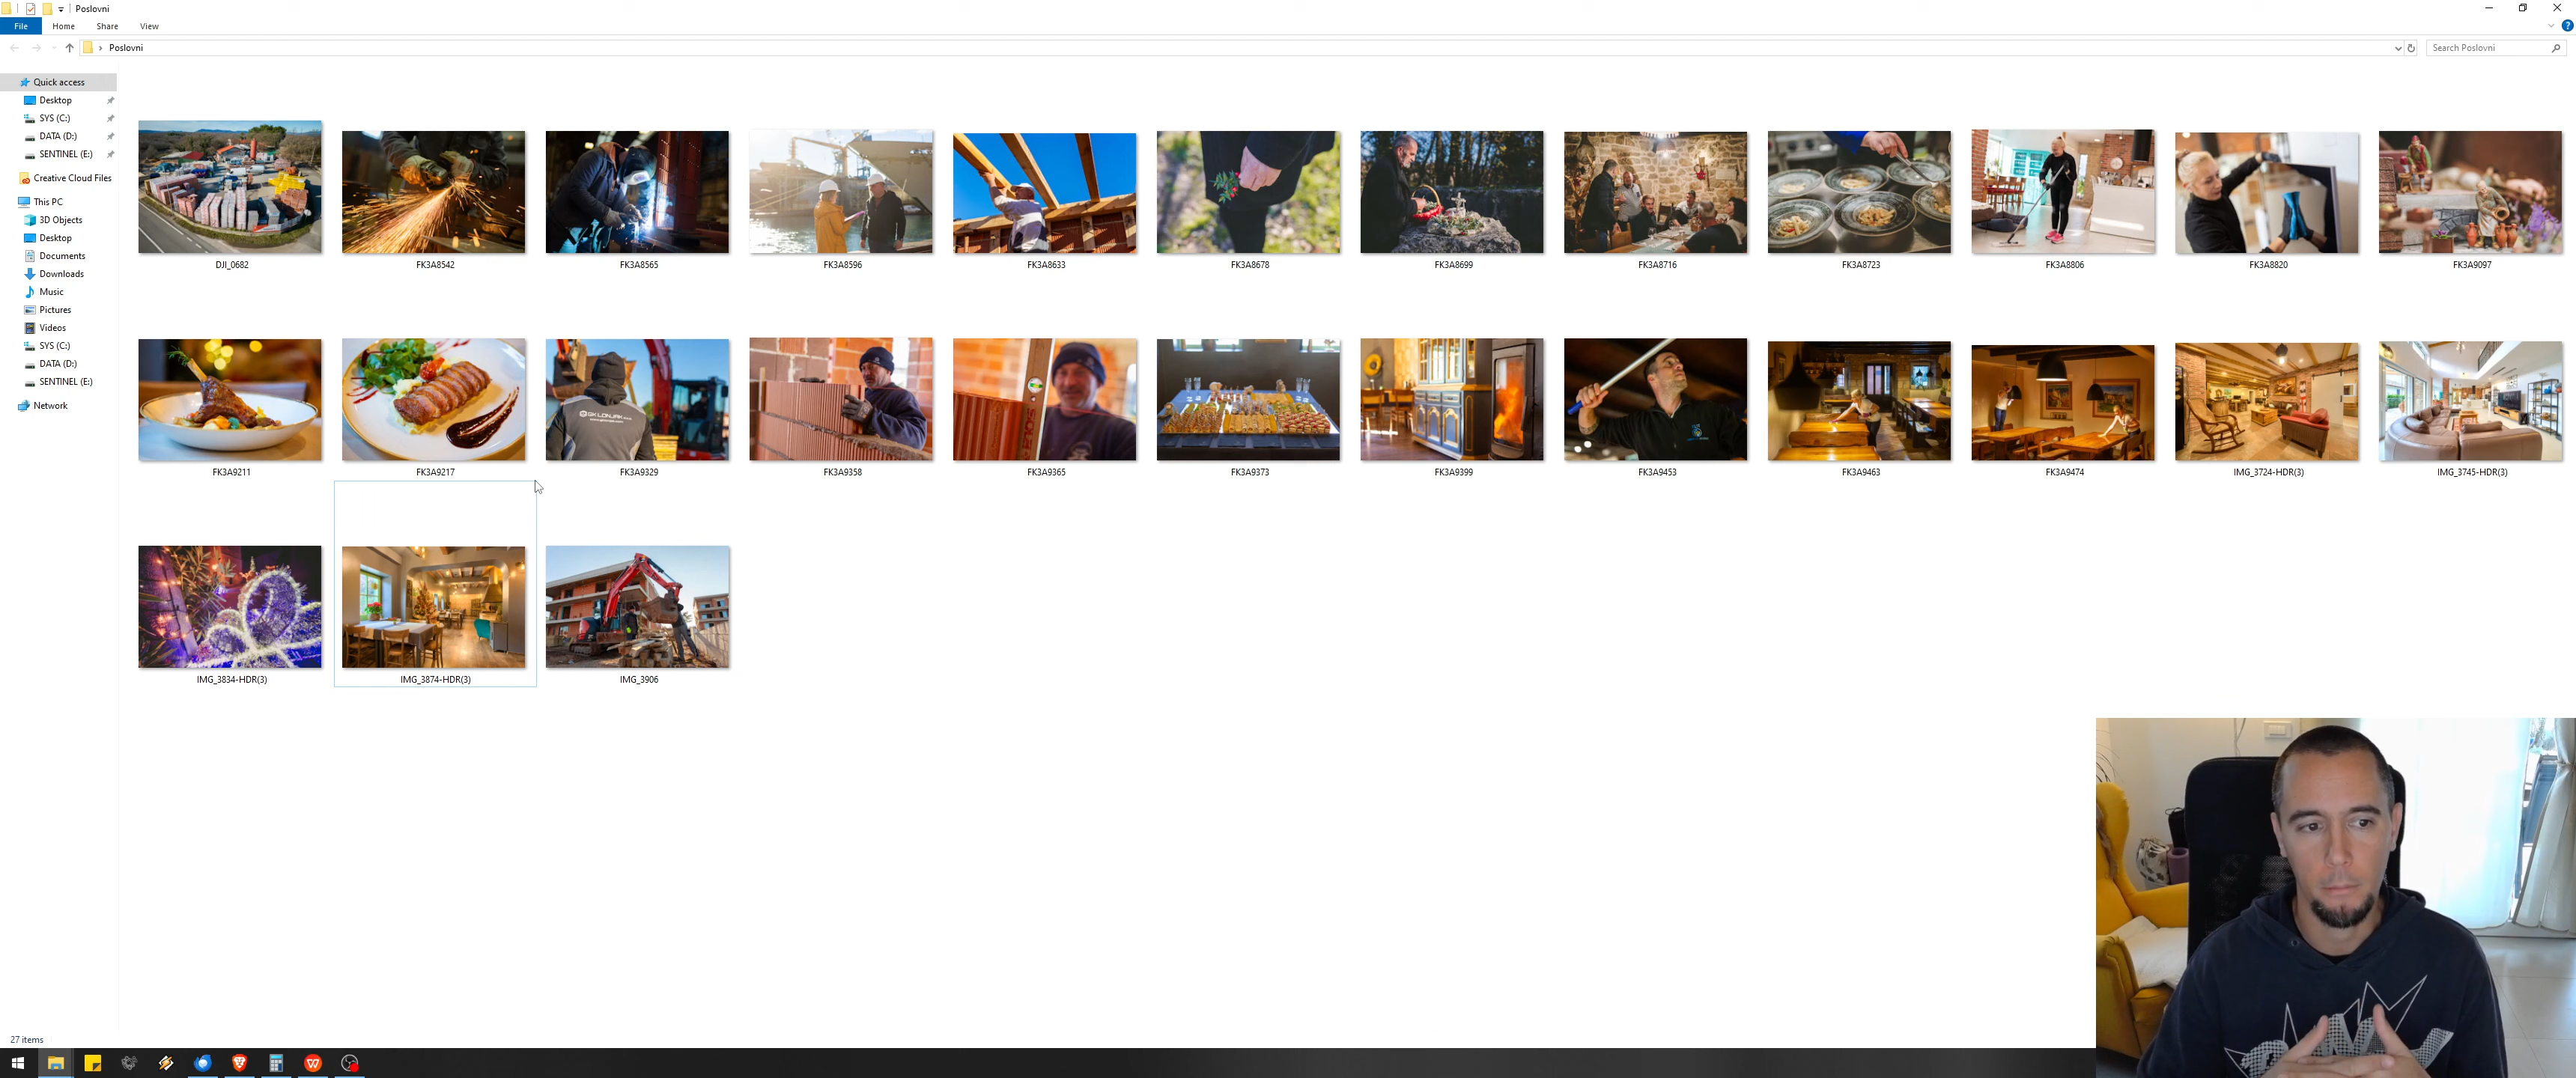 Poslovni
File Home Share View
Poslovni
Search Poslovni
Quick access
Desktop
SYS (C:)
DATA (D:)
SENTINEL (E:)
Creative Cloud Files
This PC
3D Objects
Desktop
Documents
Downloads
Music
Pictures
Videos
SYS (C:)
DATA (D:)
SENTINEL (E:)
Network
DJI_0682 FK3A8542 FK3A8565 FK3A8596 FK3A8633 FK3A8678 FK3A8699 FK3A8716 FK3A8723 FK3A8806 FK3A8820 FK3A9097
FK3A9211 FK3A9217 FK3A9329 FK3A9358 FK3A9365 FK3A9373 FK3A9399 FK3A9453 FK3A9463 FK3A9474 IMG_3724-HDR(3) IMG_3745-HDR(3)
IMG_3834-HDR(3) IMG_3874-HDR(3) IMG_3906
27 items